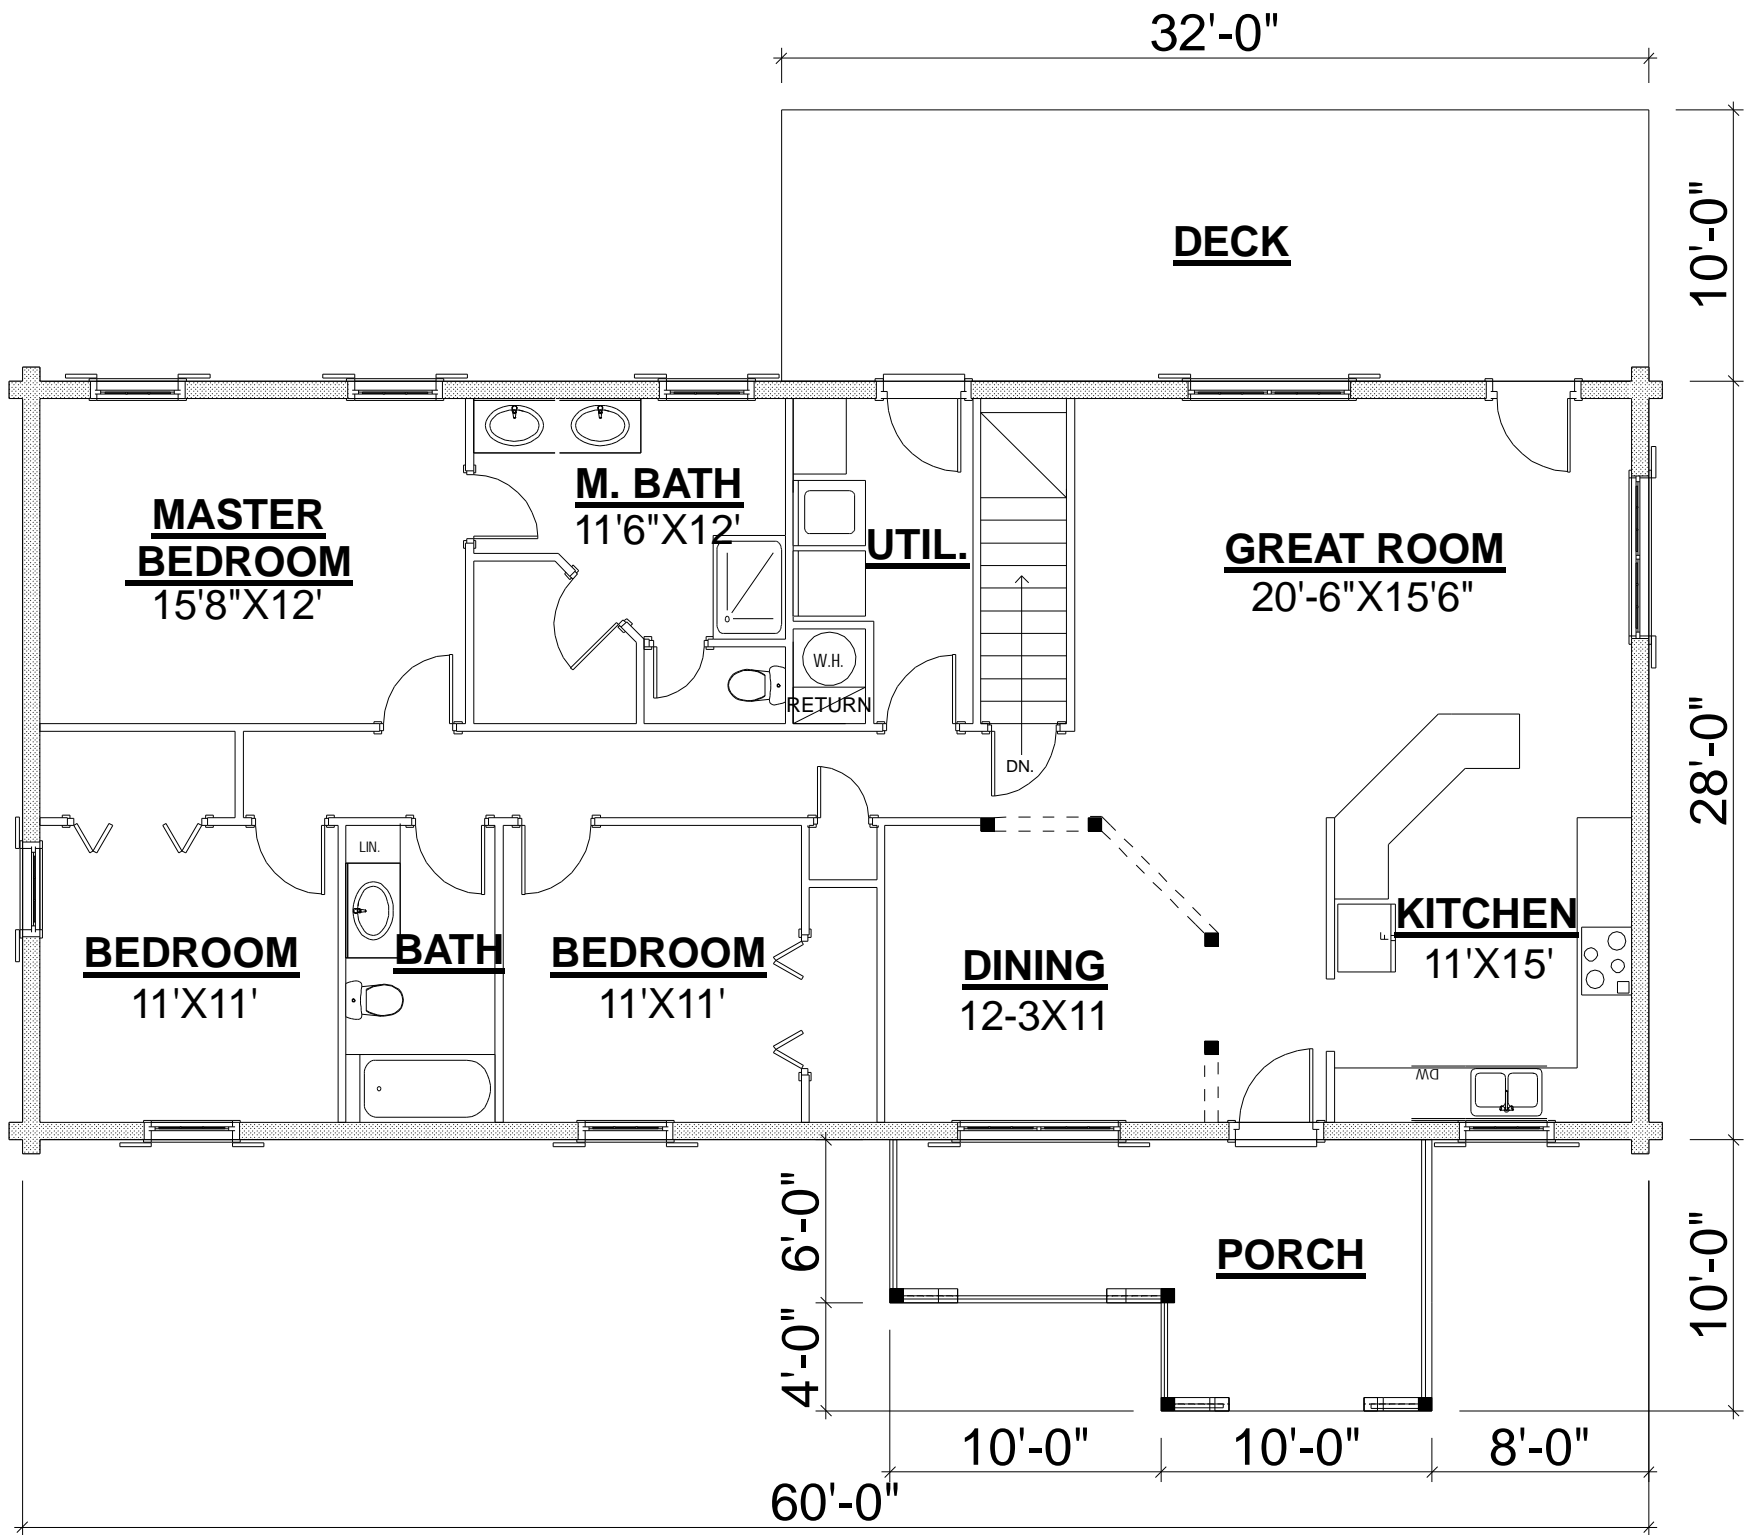 32'-0"
DECK
10'-0"
MASTER
BEDROOM
15'8"X12'
M. BATH
11'6"X12'
UTIL.
GREAT ROOM
20'-6"X15'6"
W.H.
RETURN
DN.
28'-0"
LIN.
BEDROOM
11'X11'
BATH
BEDROOM
11'X11'
DINING
12-3X11
F
KITCHEN
11'X15'
DW
6'-0"
PORCH
10'-0"
4'-0"
10'-0"
10'-0"
8'-0"
60'-0"